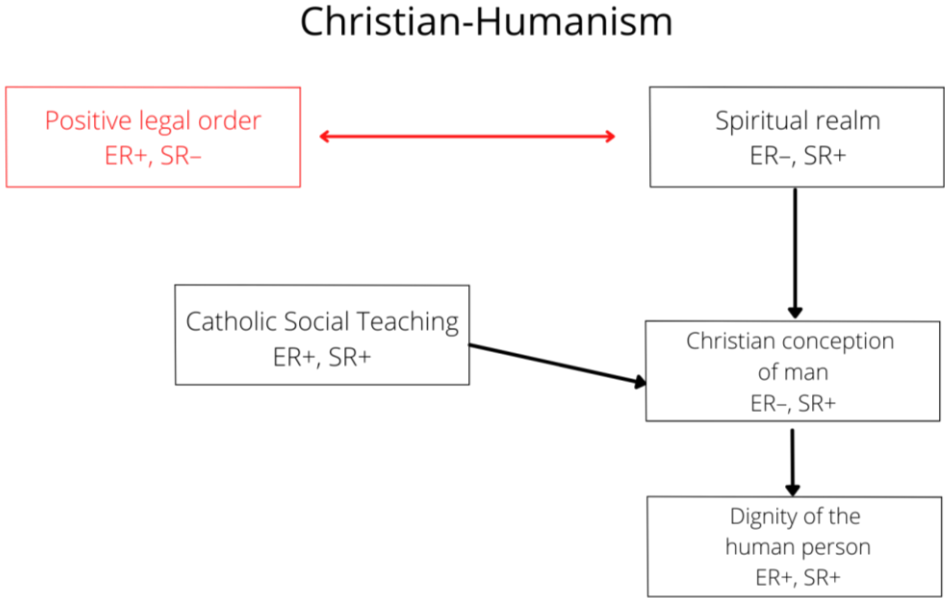 Christian-Humanism
Positive legal order
ER+, SR–
Spiritual realm
ER–, SR+
Catholic Social Teaching
ER+, SR+
Christian conception
of man
ER–, SR+
Dignity of the
human person
ER+, SR+